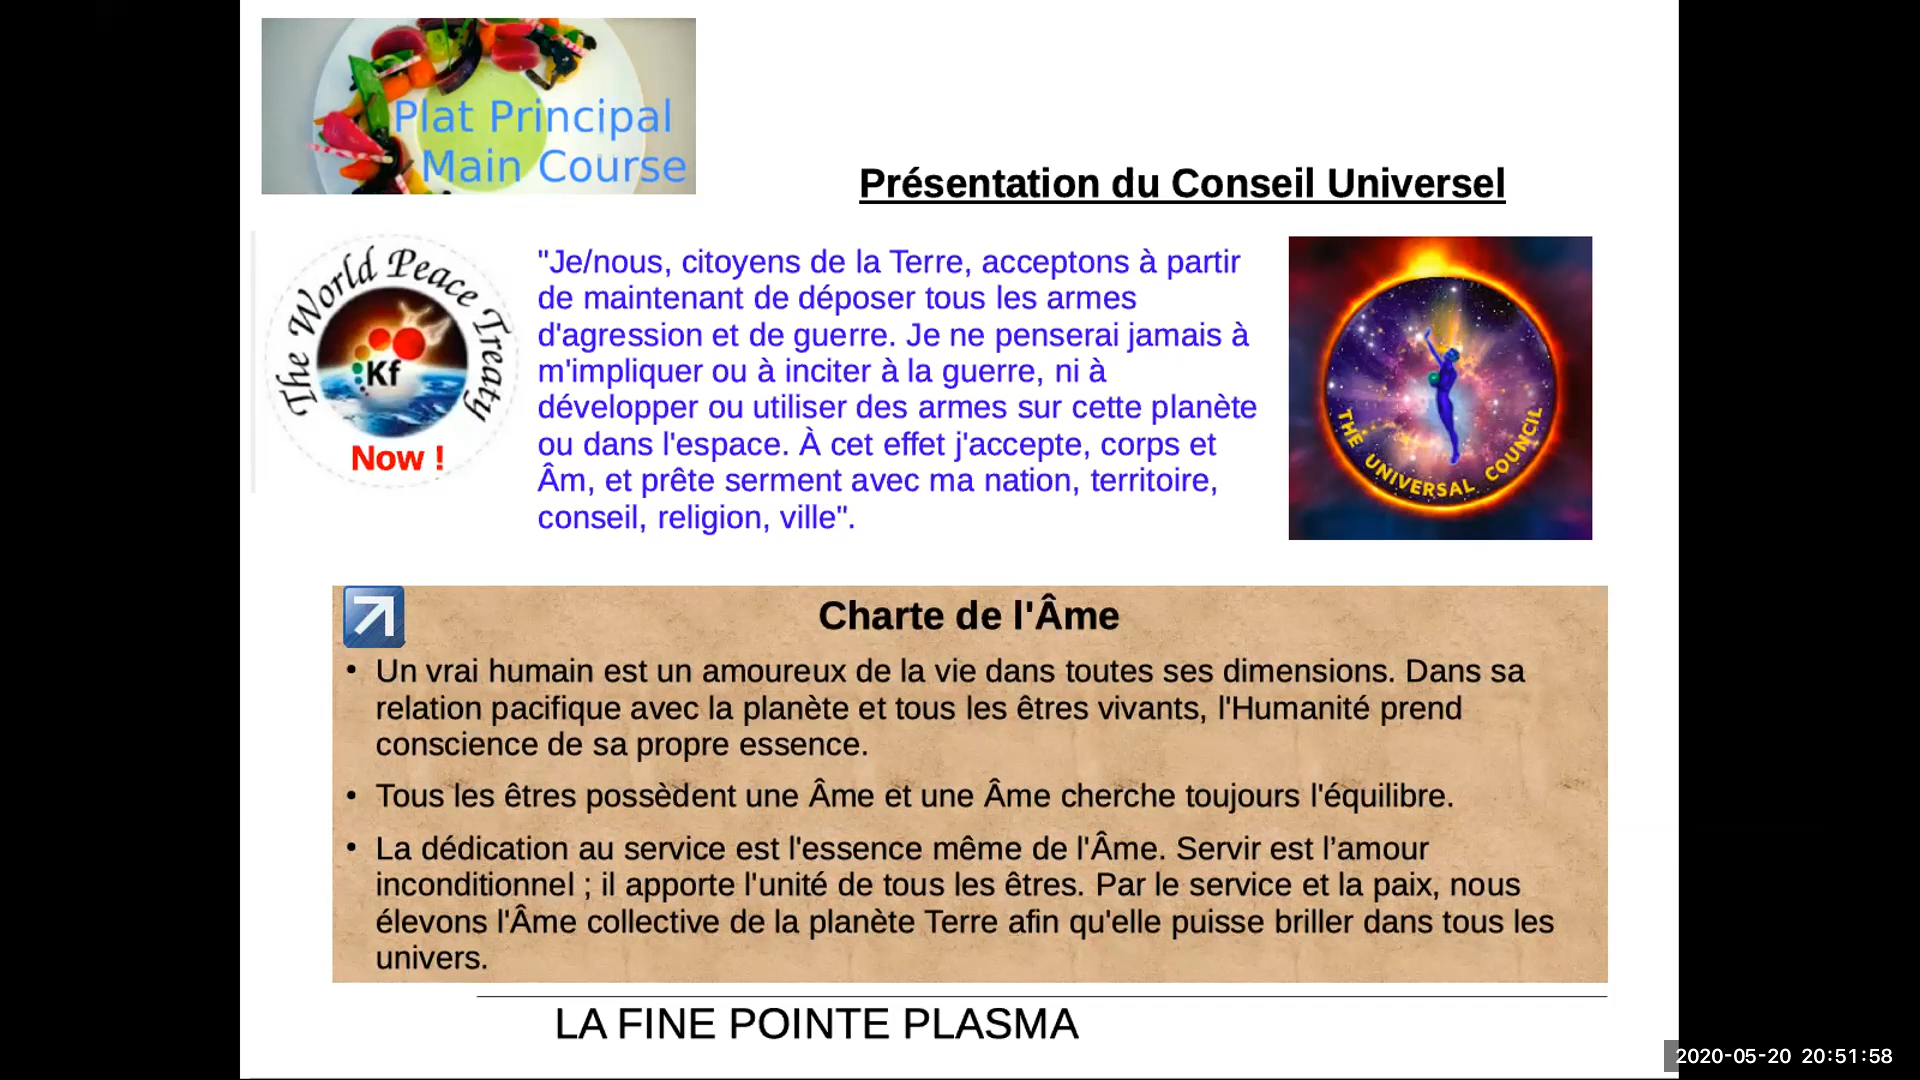 Plat Principal
Main Course
Présentation du Conseil Universel
The World Peace Treaty
Kf
Now !
"Je/nous, citoyens de la Terre, acceptons à partir
de maintenant de déposer tous les armes
d'agression et de guerre. Je ne penserai jamais à
m'impliquer ou à inciter à la guerre, ni à
développer ou utiliser des armes sur cette planète
ou dans l'espace. À cet effet j'accepte, corps et
Âm, et prête serment avec ma nation, territoire,
conseil, religion, ville".
THE UNIVERSAL COUNCIL
Charte de l'Âme
• Un vrai humain est un amoureux de la vie dans toutes ses dimensions. Dans sa
relation pacifique avec la planète et tous les êtres vivants, l'Humanité prend
conscience de sa propre essence.
• Tous les êtres possèdent une Âme et une Âme cherche toujours l'équilibre.
• La dédication au service est l'essence même de l'Âme. Servir est l’amour
inconditionnel ; il apporte l'unité de tous les êtres. Par le service et la paix, nous
élevons l'Âme collective de la planète Terre afin qu'elle puisse briller dans tous les
univers.
LA FINE POINTE PLASMA
2020-05-20 20:51:58